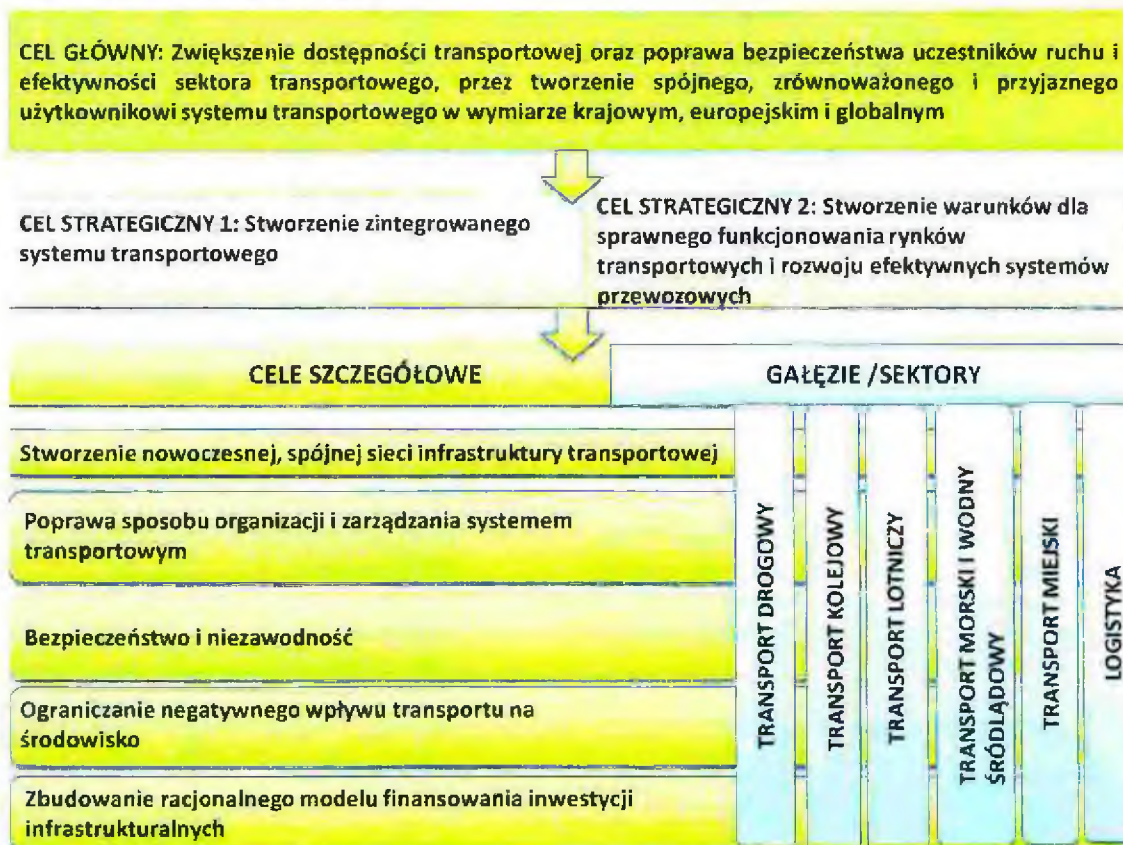 CEL GŁÓWNY: Zwiększenie dostępności transportowej oraz poprawa bezpieczeństwa uczestników ruchu i
efektywności sektora transportowego, przez tworzenie spójnego, zrównoważonego i przyjaznego
użytkownikowi systemu transportowego w wymiarze krajowym, europejskim i globalnym
CEL STRATEGICZNY 1: Stworzenie zintegrowanego
systemu transportowego
CEL STRATEGICZNY 2: Stworzenie warunków dla
sprawnego funkcjonowania rynków
transportowych i rozwoju efektywnych systemów
przewozowych
CELE SZCZEGÓŁOWE
GAŁĘZIE /SEKTORY
Stworzenie nowoczesnej, spójnej sieci infrastruktury transportowej
Poprawa sposobu organizacji i zarządzania systemem
transportowym
Bezpieczeństwo i niezawodność
Ograniczanie negatywnego wpływu transportu na
środowisko
Zbudowanie racjonalnego modelu finansowania inwestycji
infrastrukturalnych
TRANSPORT DROGOWY
TRANSPORT KOLEJOWY
TRANSPORT LOTNICZY
TRANSPORT MORSKI I WODNY
ŚRÓDLĄDOWY
TRANSPORT MIEJSKI
LOGISTYKA